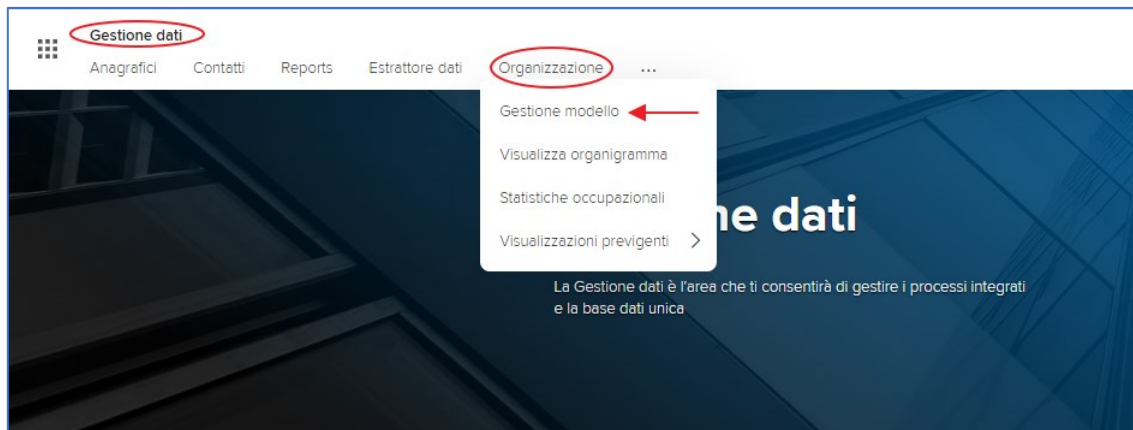 Gestione dati
Anagrafici Contatti Reports Estrattore dati Organizzazione ...
Gestione modello
Visualizza organigramma
Statistiche occupazionali
Visualizzazioni previgenti
ne dati
La Gestione dati è l'area che ti consentirà di gestire i processi integrati
e la base dati unica